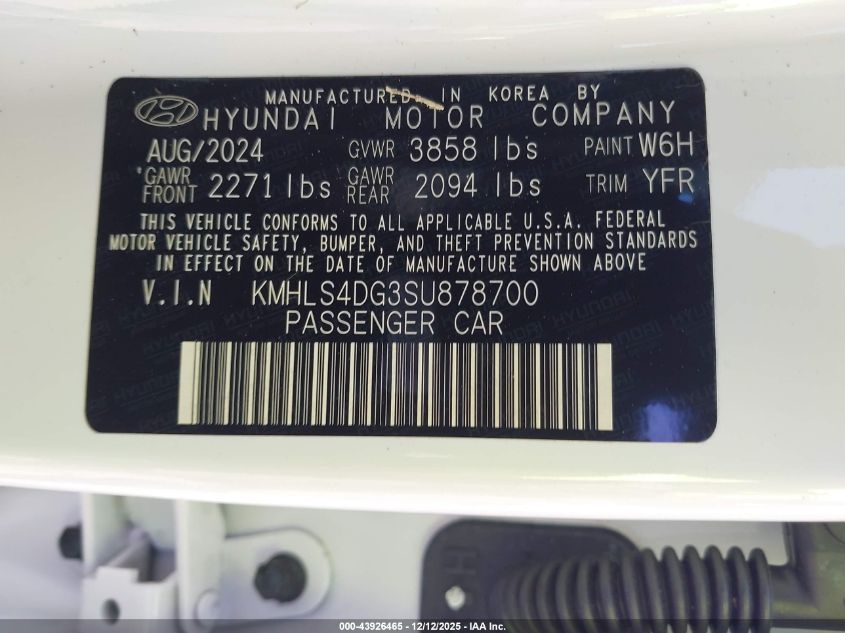 MANUFACTURED IN KOREA BY
HYUNDAI MOTOR COMPANY
AUG/2024 GVWR 3858 lbs PAINT W6H
GAWR FRONT 2271 lbs GAWR REAR 2094 lbs TRIM YFR
THIS VEHICLE CONFORMS TO ALL APPLICABLE U.S.A. FEDERAL
MOTOR VEHICLE SAFETY, BUMPER, AND THEFT PREVENTION STANDARDS
IN EFFECT ON THE DATE OF MANUFACTURE SHOWN ABOVE
V.I.N KMHLS4DG3SU878700
PASSENGER CAR
H
000-43926465 - 12/12/2025 - IAA Inc.